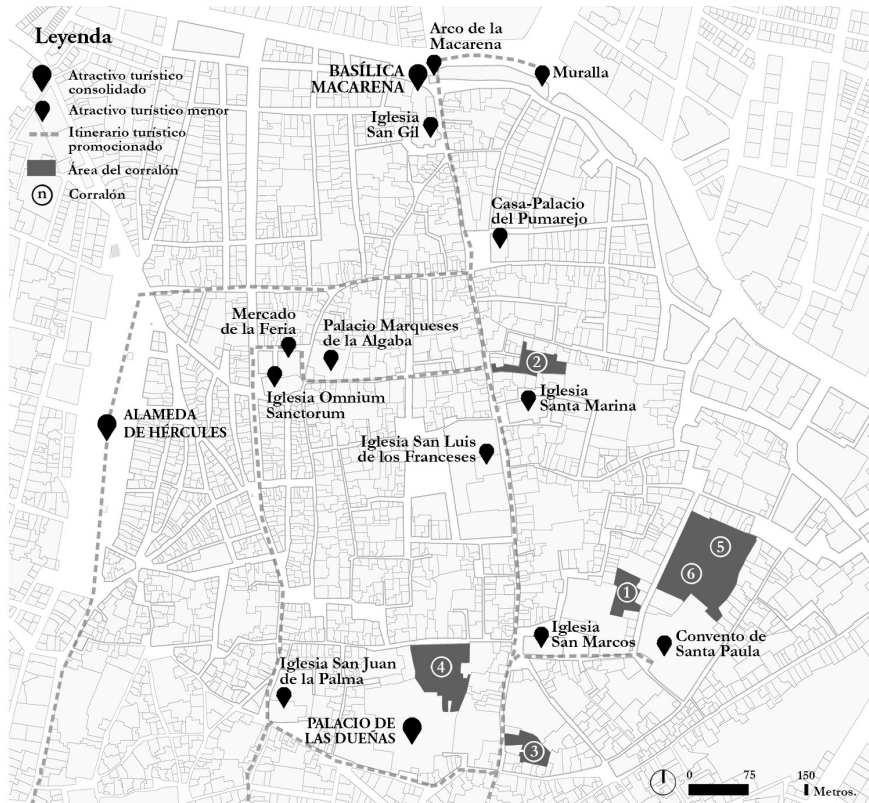 Leyenda
Atractivo turístico
consolidado
Atractivo turístico menor
Itinerario turístico
promocionado
Área del corralón
n Corralón
Arco de la
Macarena
BASÍLICA
MACARENA
Muralla
Iglesia
San Gil
Casa-Palacio
del Pumarejo
Mercado
de la Feria
Palacio Marqueses
de la Algaba
2
Iglesia Omnium
Sanctorum
Iglesia
Santa Marina
ALAMEDA
DE HÉRCULES
Iglesia San Luis
de los Franceses
5
6
1
Iglesia
San Marcos
Convento de
Santa Paula
4
Iglesia San Juan
de la Palma
PALACIO DE
LAS DUEÑAS
3
0 75 150
Metros.